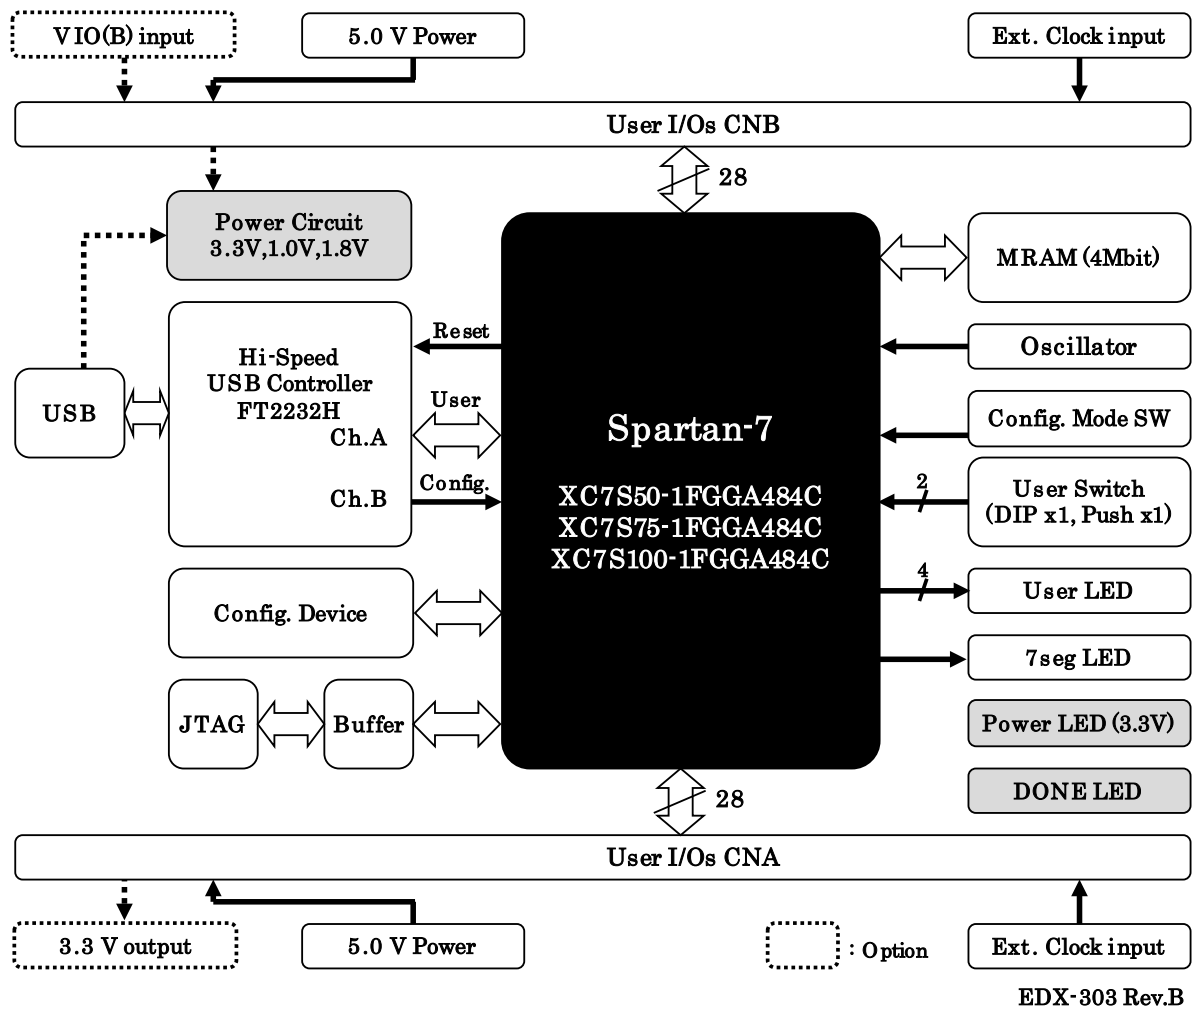 VIO(B) input
5.0 V Power
Ext. Clock input
User I/Os CNB
28
Power Circuit
3.3V,1.0V,1.8V
MRAM (4Mbit)
Reset
Oscillator
Hi-Speed
USB Controller
FT2232H
USB
User
Ch.A
Config. Mode SW
Spartan-7
Config.
Ch.B
2
User Switch
(DIP x1, Push x1)
XC7S50-1FGGA484C
XC7S75-1FGGA484C
XC7S100-1FGGA484C
4
User LED
Config. Device
7seg LED
JTAG
Buffer
Power LED (3.3V)
DONE LED
28
User I/Os CNA
3.3 V output
5.0 V Power
: Option
Ext. Clock input
EDX-303 Rev.B